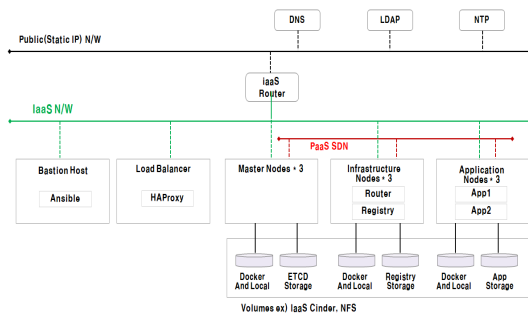 DNS
LDAP
NTP
Public(Static IP) N/W
iaaS
Router
IaaS N/W
PaaS SDN
Bastion Host
Ansible
Load Balancer
HAProxy
Master Nodes * 3
Infrastructure
Nodes * 3
Router
Registry
Application
Nodes * 3
App1
App2
Docker
And Local
ETCD
Storage
Docker
And Local
Registry
Storage
Docker
And Local
App
Storage
Volumes ex) IaaS Cinder, NFS